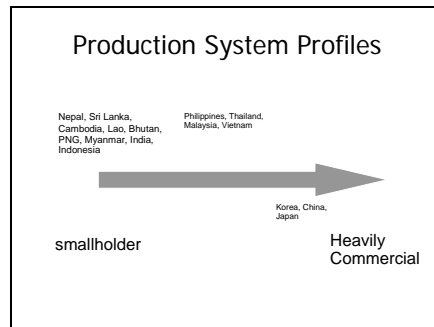 Production System Profiles
Nepal, Sri Lanka,
Cambodia, Lao, Bhutan,
PNG, Myanmar, India,
Indonesia
Philippines, Thailand,
Malaysia, Vietnam
Korea, China,
Japan
smallholder
Heavily
Commercial